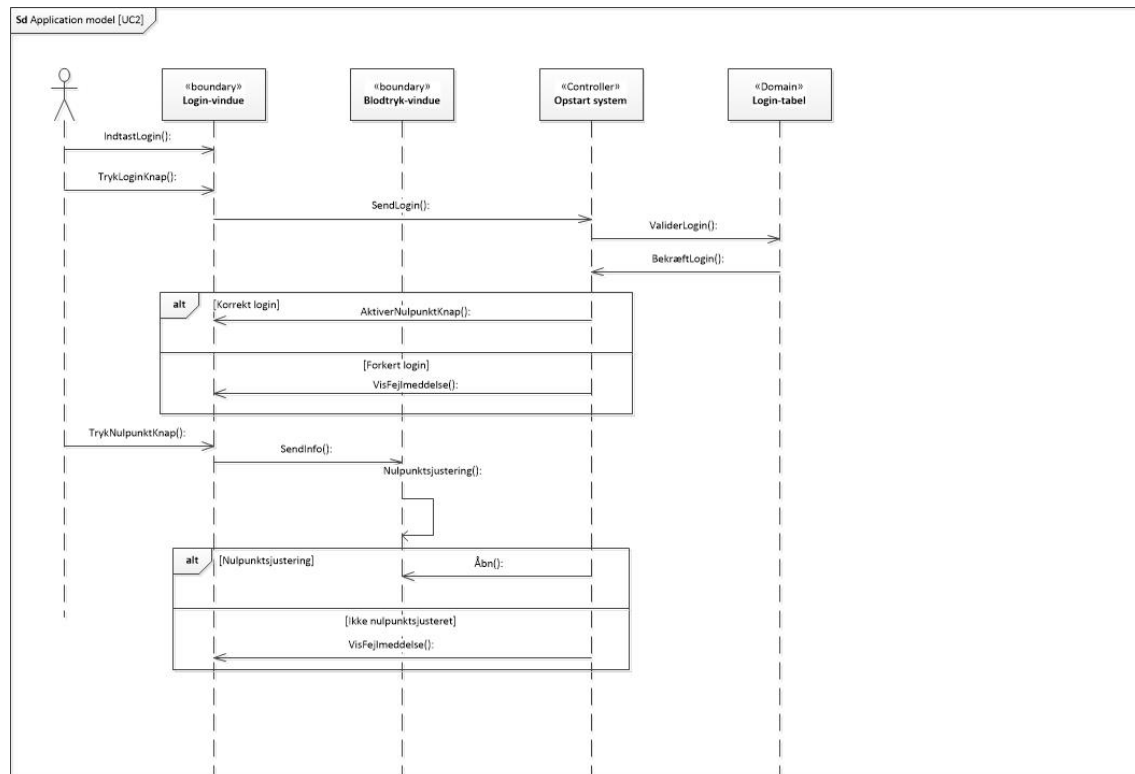 Sd Application model [UC2]
«boundary»
Login-vindue
«boundary»
Blodtryk-vindue
«Controller»
Opstart system
«Domain»
Login-tabel
IndtastLogin():
TrykLoginKnap():
SendLogin():
ValiderLogin():
BekræftLogin():
alt [Korrekt login]
AktiverNulpunktKnap():
[Forkert login]
VisFejlmeddelse():
TrykNulpunktKnap():
SendInfo():
Nulpunktsjustering():
alt [Nulpunktsjustering]
Åbn():
[Ikke nulpunktsjusteret]
VisFejlmeddelse():